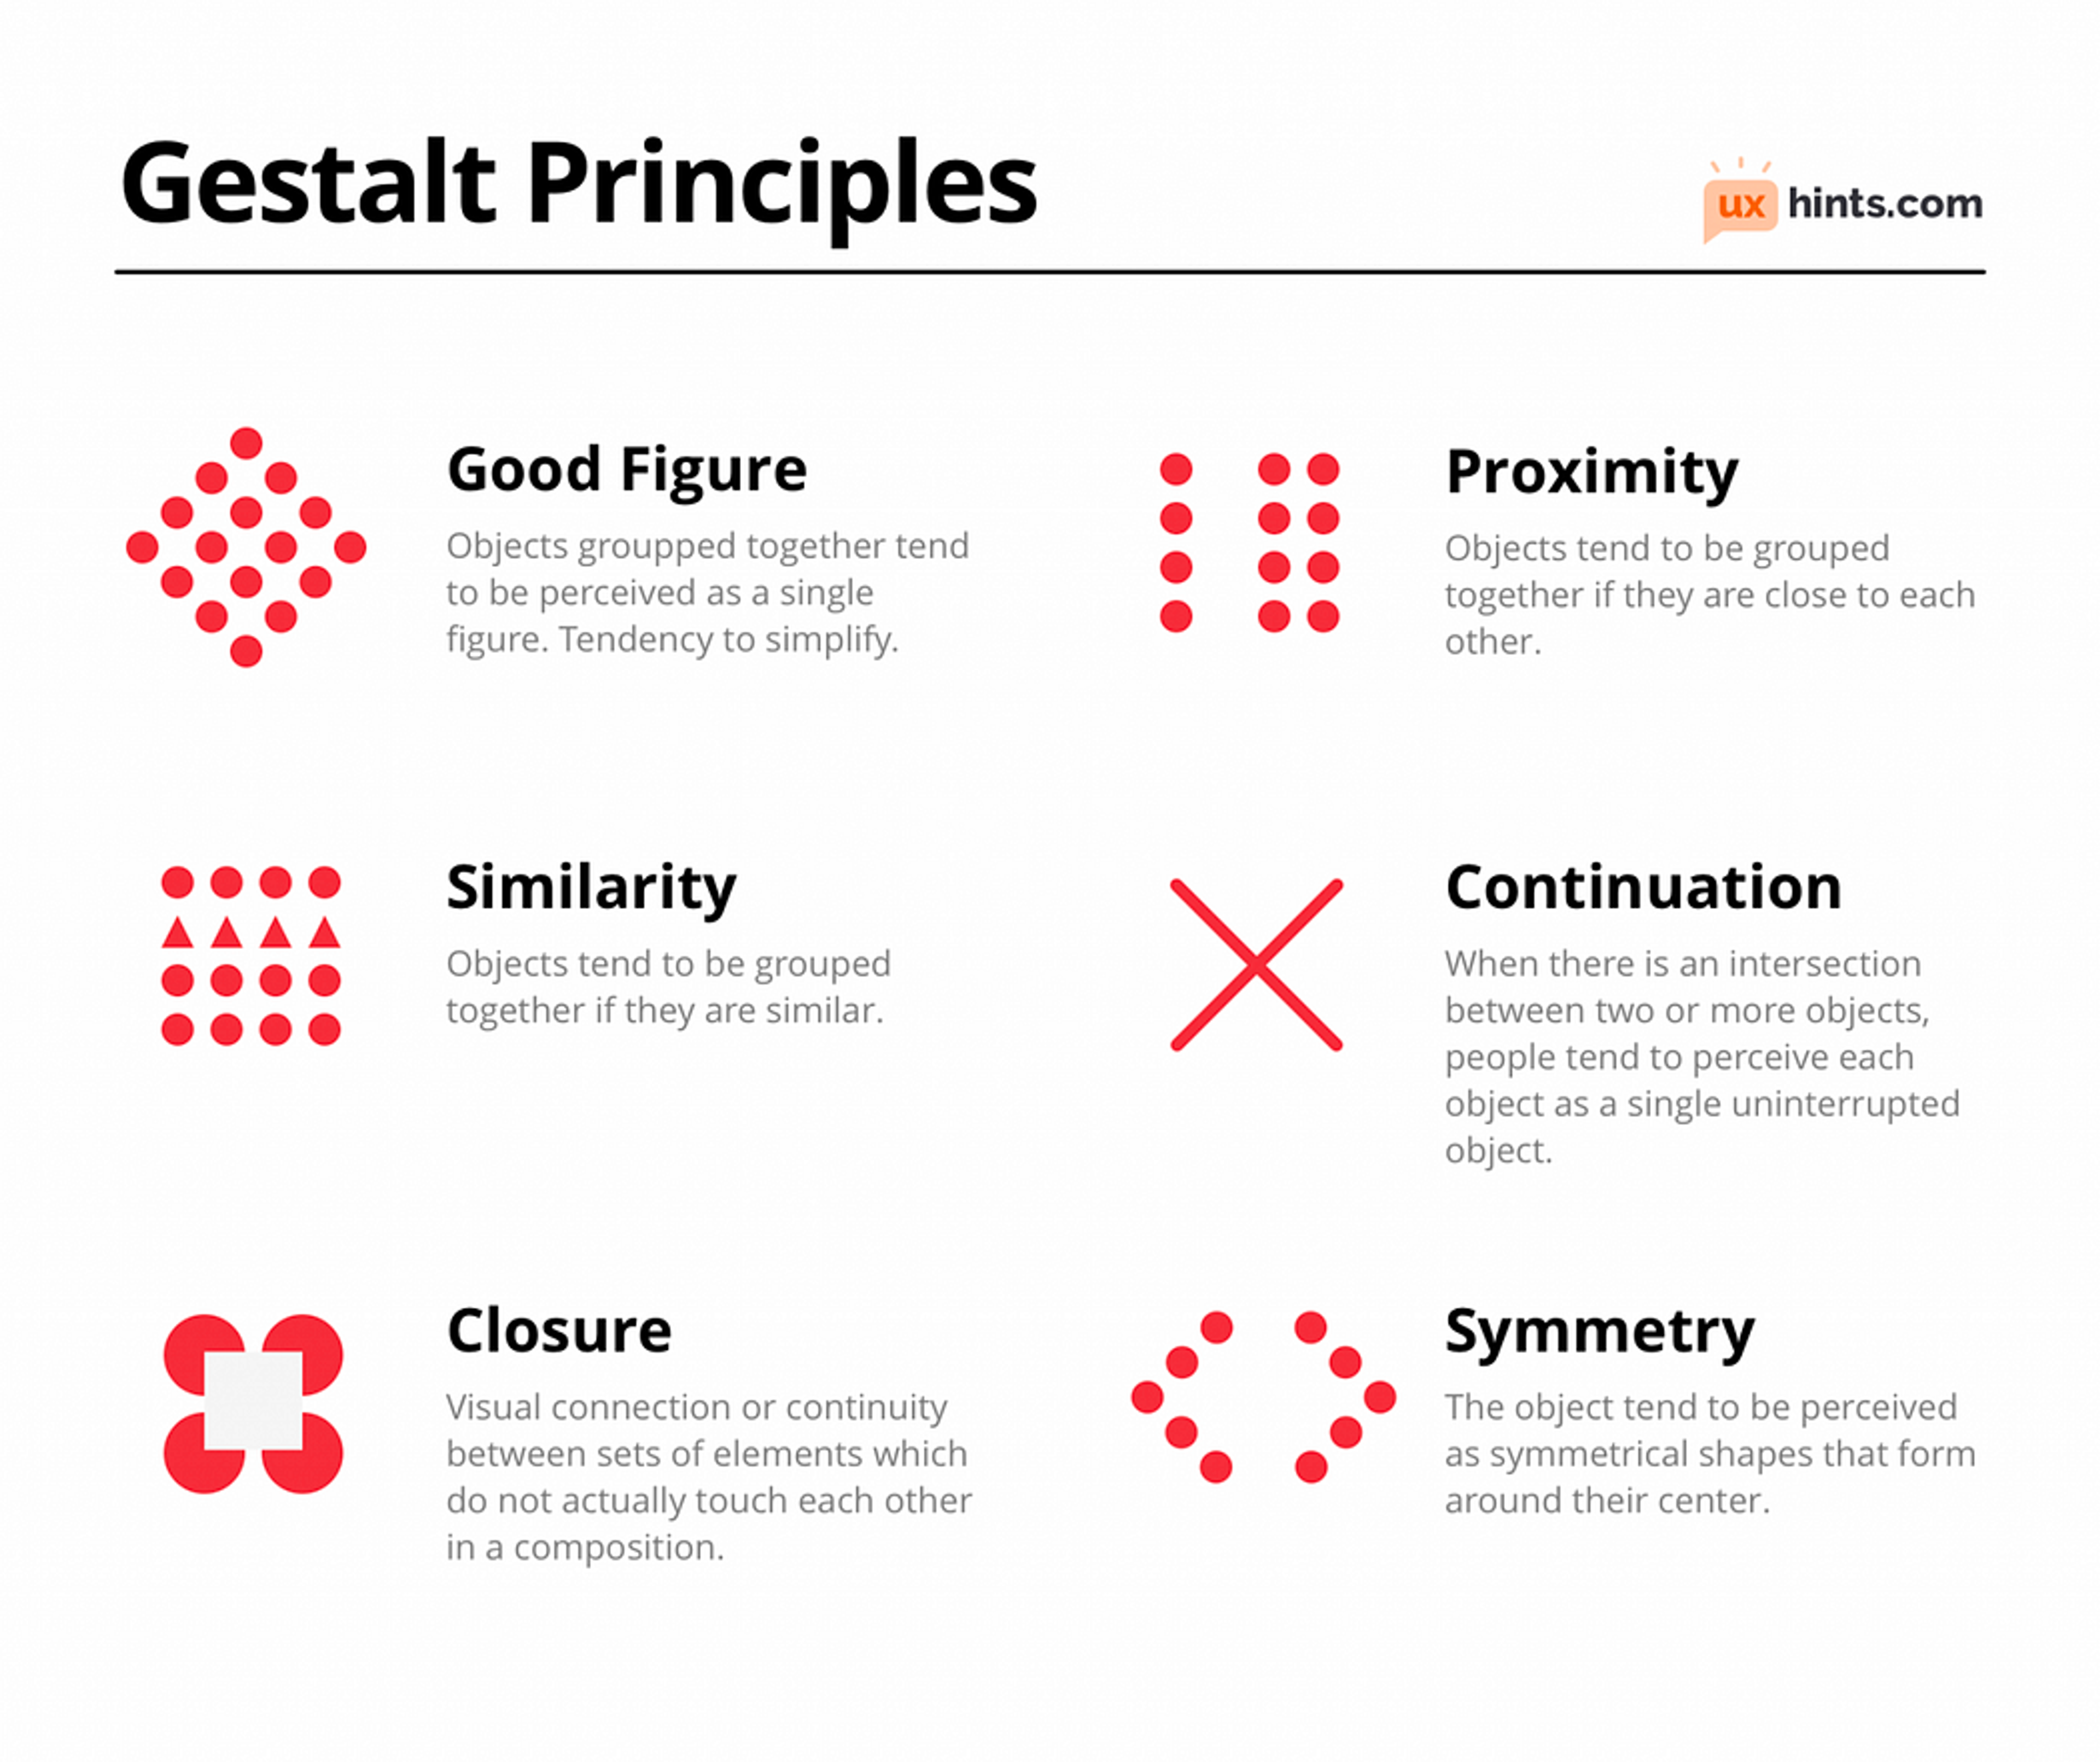 Gestalt Principles
ux hints.com
Good Figure
Objects groupped together tend
to be perceived as a single
figure. Tendency to simplify.
Proximity
Objects tend to be grouped
together if they are close to each
other.
Similarity
Objects tend to be grouped
together if they are similar.
Continuation
When there is an intersection
between two or more objects,
people tend to perceive each
object as a single uninterrupted
object.
Closure
Visual connection or continuity
between sets of elements which
do not actually touch each other
in a composition.
Symmetry
The object tend to be perceived
as symmetrical shapes that form
around their center.